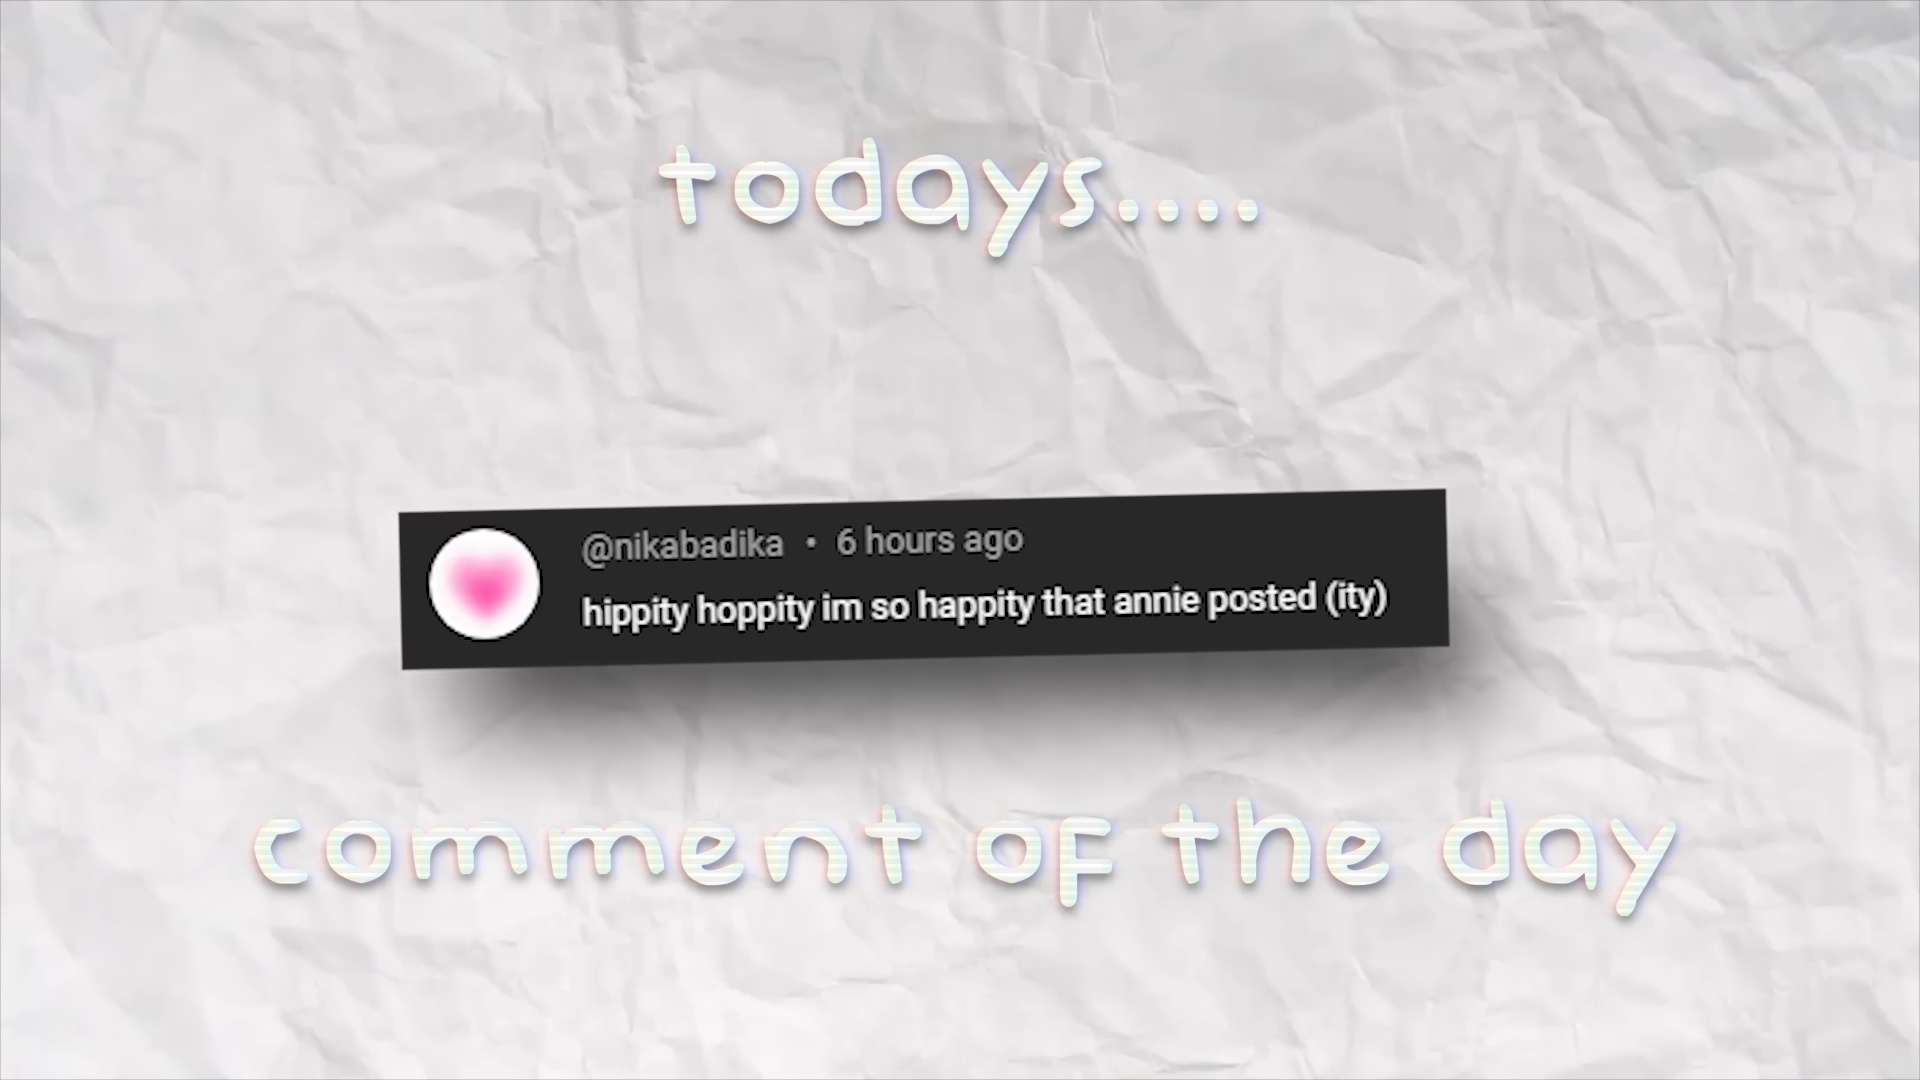 todays....
@nikabadika • 6 hours ago
hippity hoppity im so happity that annie posted (ity)
comment of the day